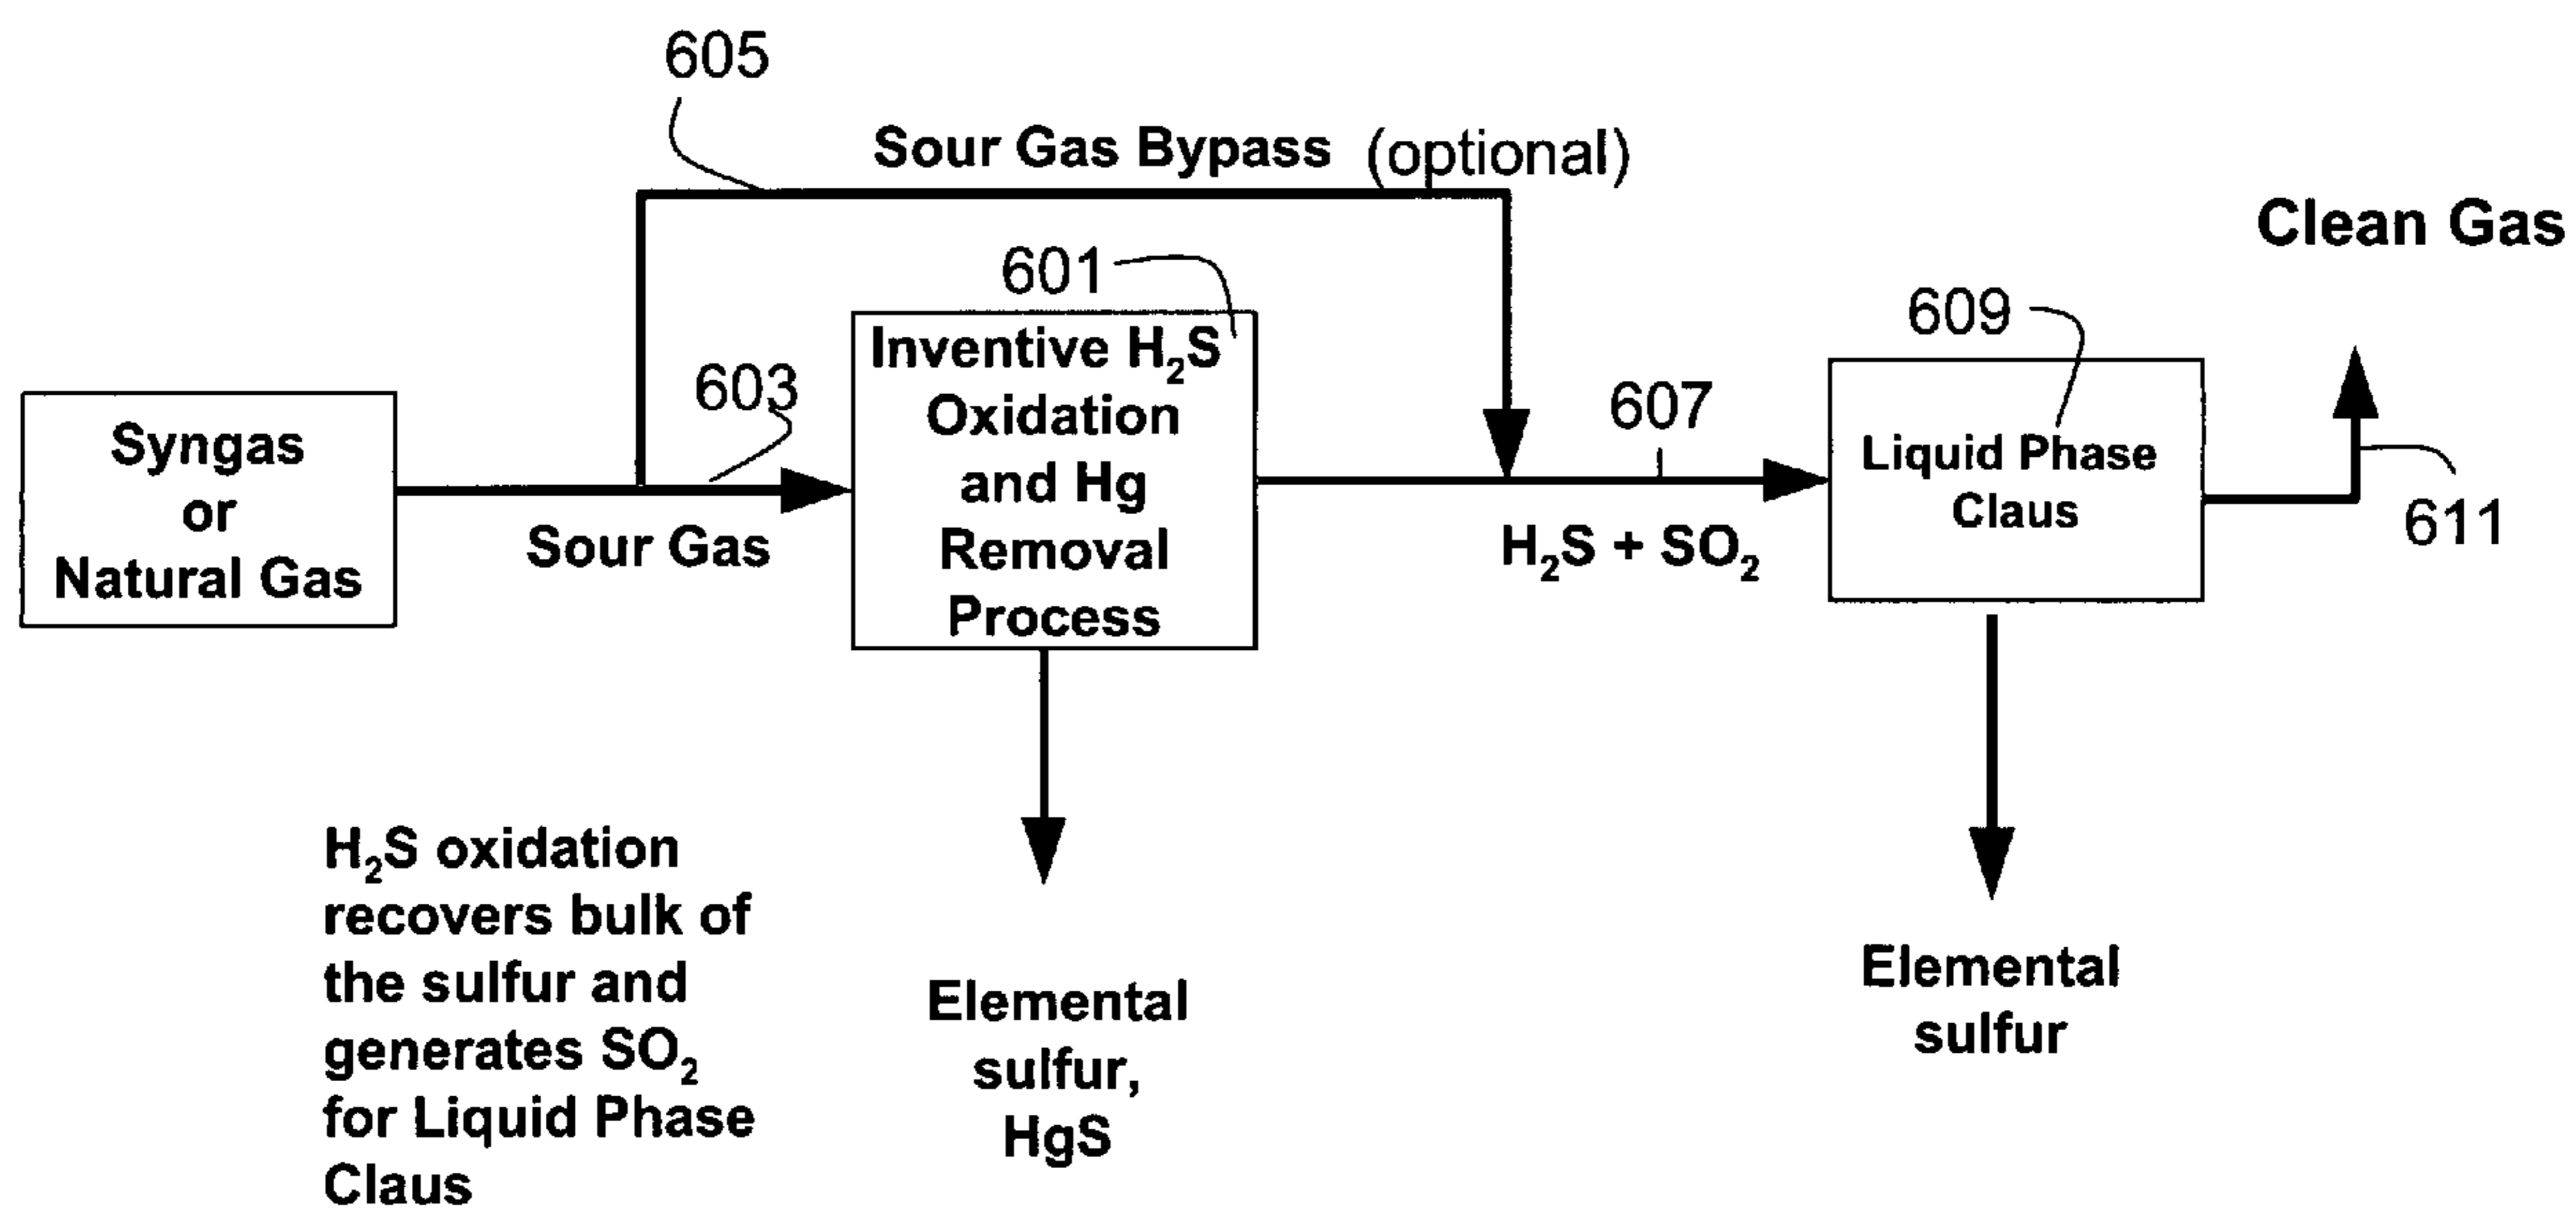 605
Sour Gas Bypass (optional)
Clean Gas
601
609
603
607
Inventive H₂S
Oxidation
and Hg
Removal
Process
Syngas
or
Natural Gas
Sour Gas
H₂S + SO₂
Liquid Phase
Claus
611
H₂S oxidation
recovers bulk of
the sulfur and
generates SO₂
for Liquid Phase
Claus
Elemental
sulfur,
HgS
Elemental
sulfur